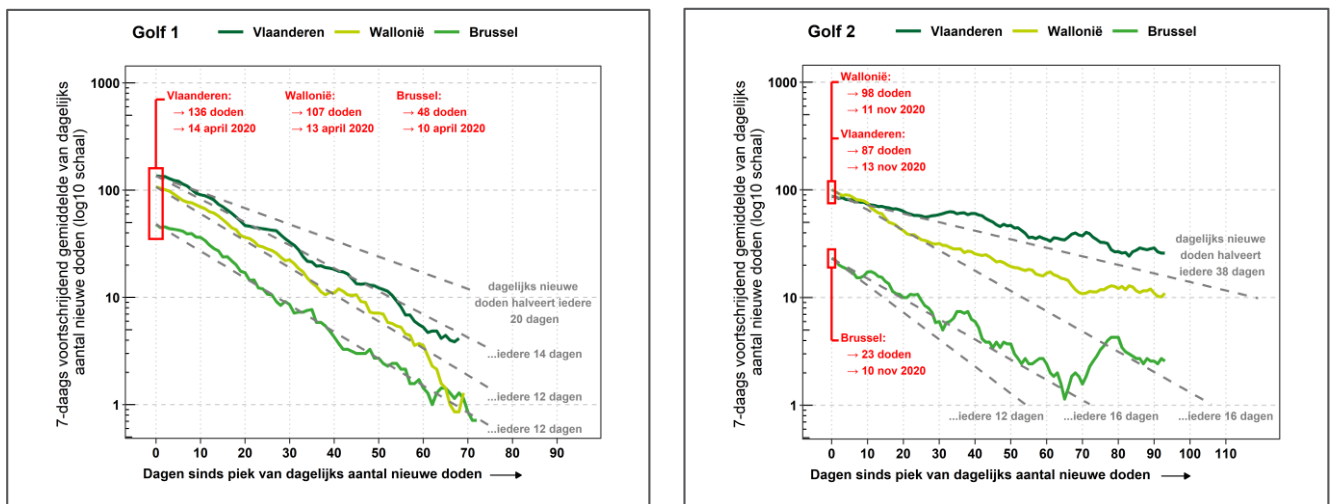 Golf 1
Vlaanderen
Wallonië
Brussel
7-daags voortschrijdend gemiddelde van dagelijks
aantal nieuwe doden (log10 schaal)
1000
100
10
1
Vlaanderen:
→ 136 doden
→ 14 april 2020
Wallonië:
→ 107 doden
→ 13 april 2020
Brussel:
→ 48 doden
→ 10 april 2020
dagelijks nieuwe
doden halveert iedere
20 dagen
...iedere 14 dagen
...iedere 12 dagen
...iedere 12 dagen
0 10 20 30 40 50 60 70 80 90
Dagen sinds piek van dagelijks aantal nieuwe doden →
Golf 2
Vlaanderen
Wallonië
Brussel
7-daags voortschrijdend gemiddelde van dagelijks
aantal nieuwe doden (log10 schaal)
1000
100
10
1
Wallonië:
→ 98 doden
→ 11 nov 2020
Vlaanderen:
→ 87 doden
→ 13 nov 2020
dagelijks nieuwe
doden halveert
iedere 38 dagen
Brussel:
→ 23 doden
→ 10 nov 2020
...iedere 12 dagen
...iedere 16 dagen
...iedere 16 dagen
0 10 20 30 40 50 60 70 80 90 100 110
Dagen sinds piek van dagelijks aantal nieuwe doden →